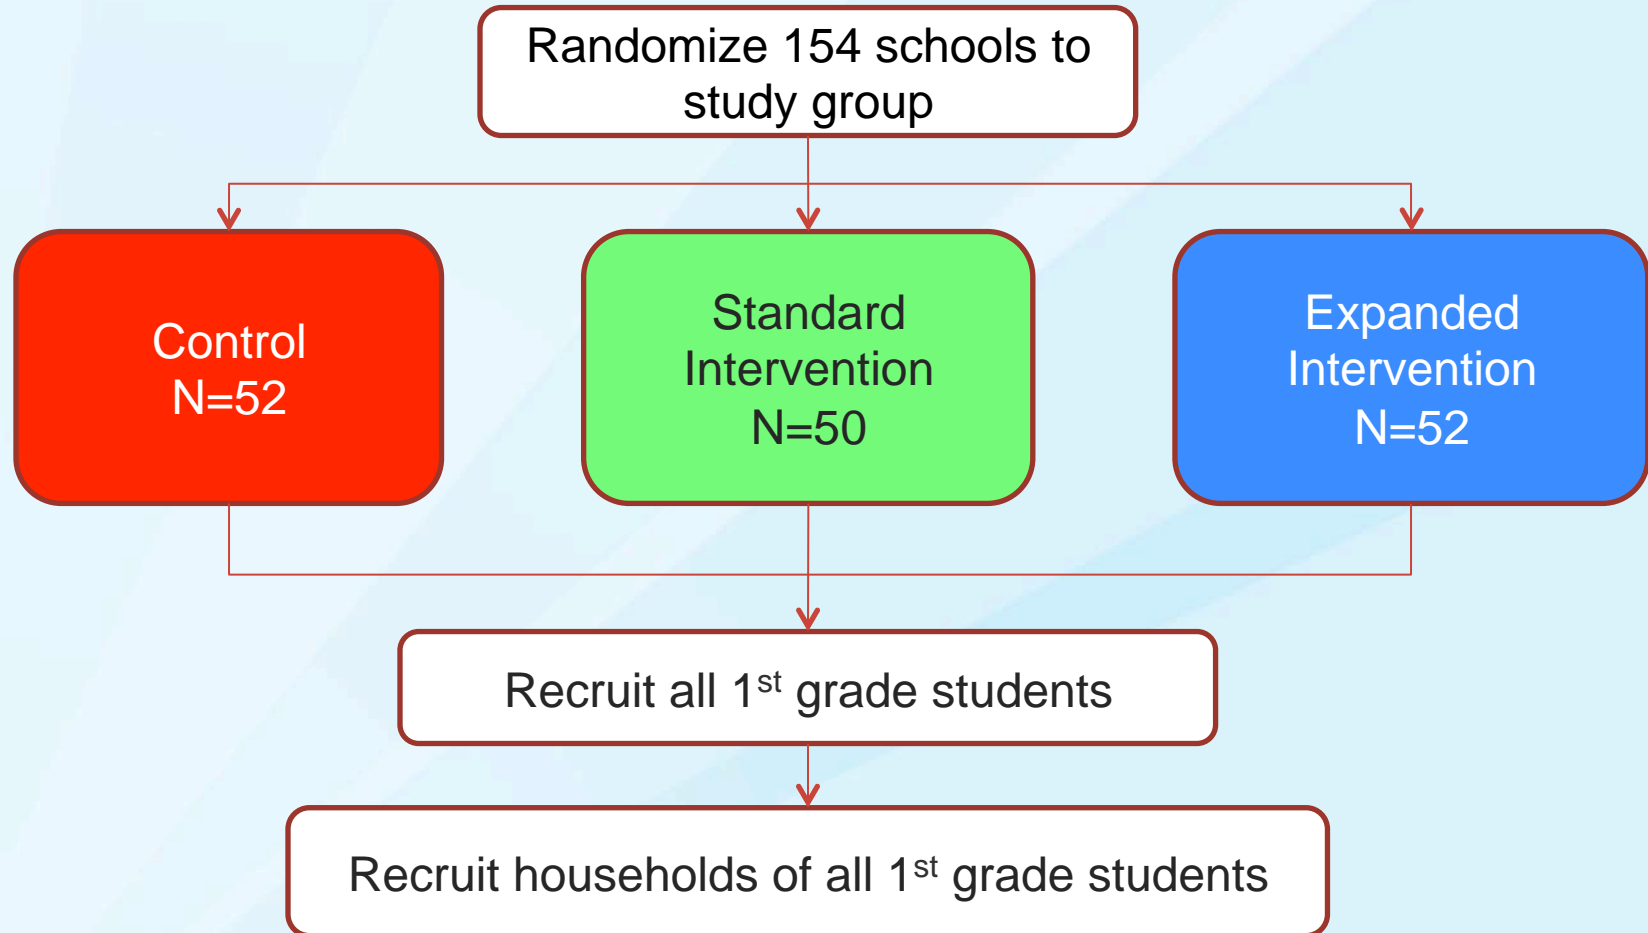 Randomize 154 schools to
study group
Control
N=52
Standard
Intervention
N=50
Expanded
Intervention
N=52
Recruit all 1st grade students
Recruit households of all 1st grade students